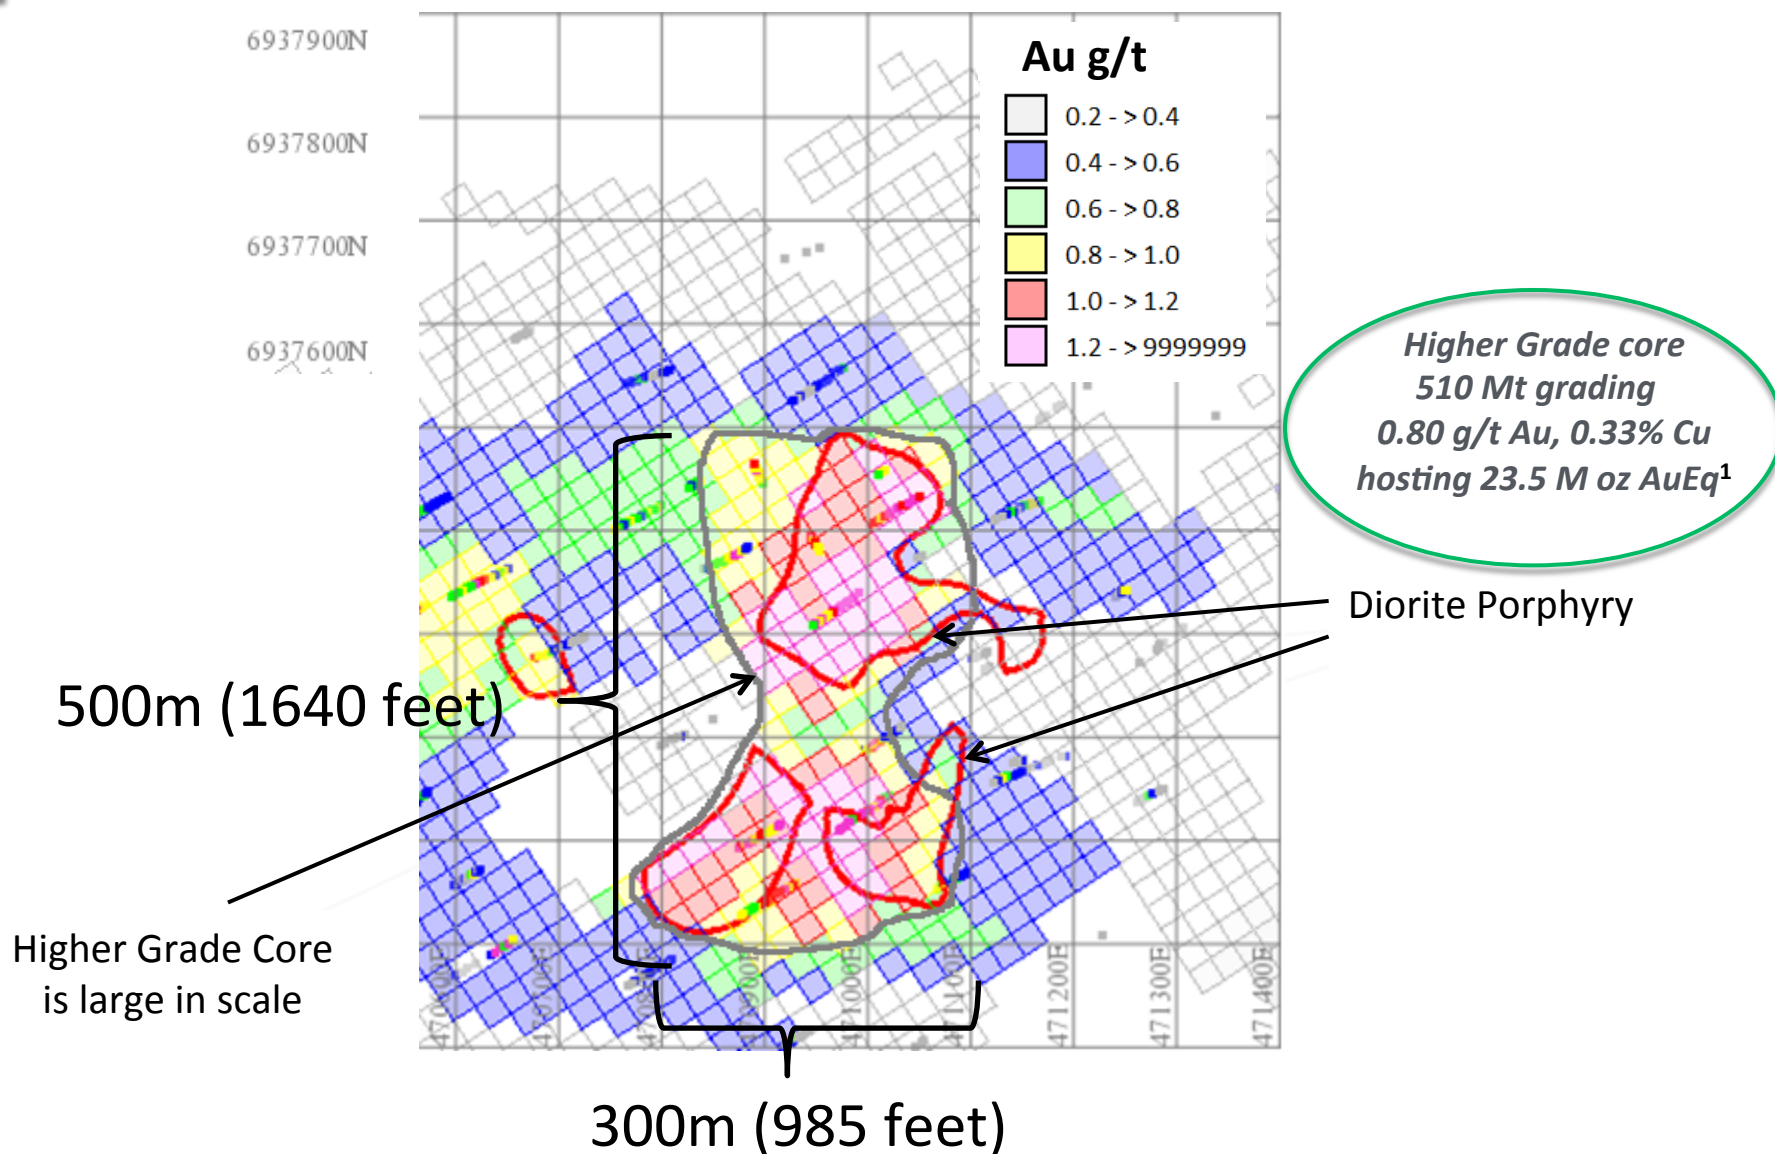 6937900N
6937800N
6937700N
6937600N
Au g/t
0.2 - > 0.4
0.4 - > 0.6
0.6 - > 0.8
0.8 - > 1.0
1.0 - > 1.2
1.2 - > 9999999
Higher Grade core
510 Mt grading
0.80 g/t Au, 0.33% Cu
hosting 23.5 M oz AuEq1
Diorite Porphyry
500m (1640 feet)
Higher Grade Core
is large in scale
471000E
471100E
471200E
471300E
471400E
300m (985 feet)